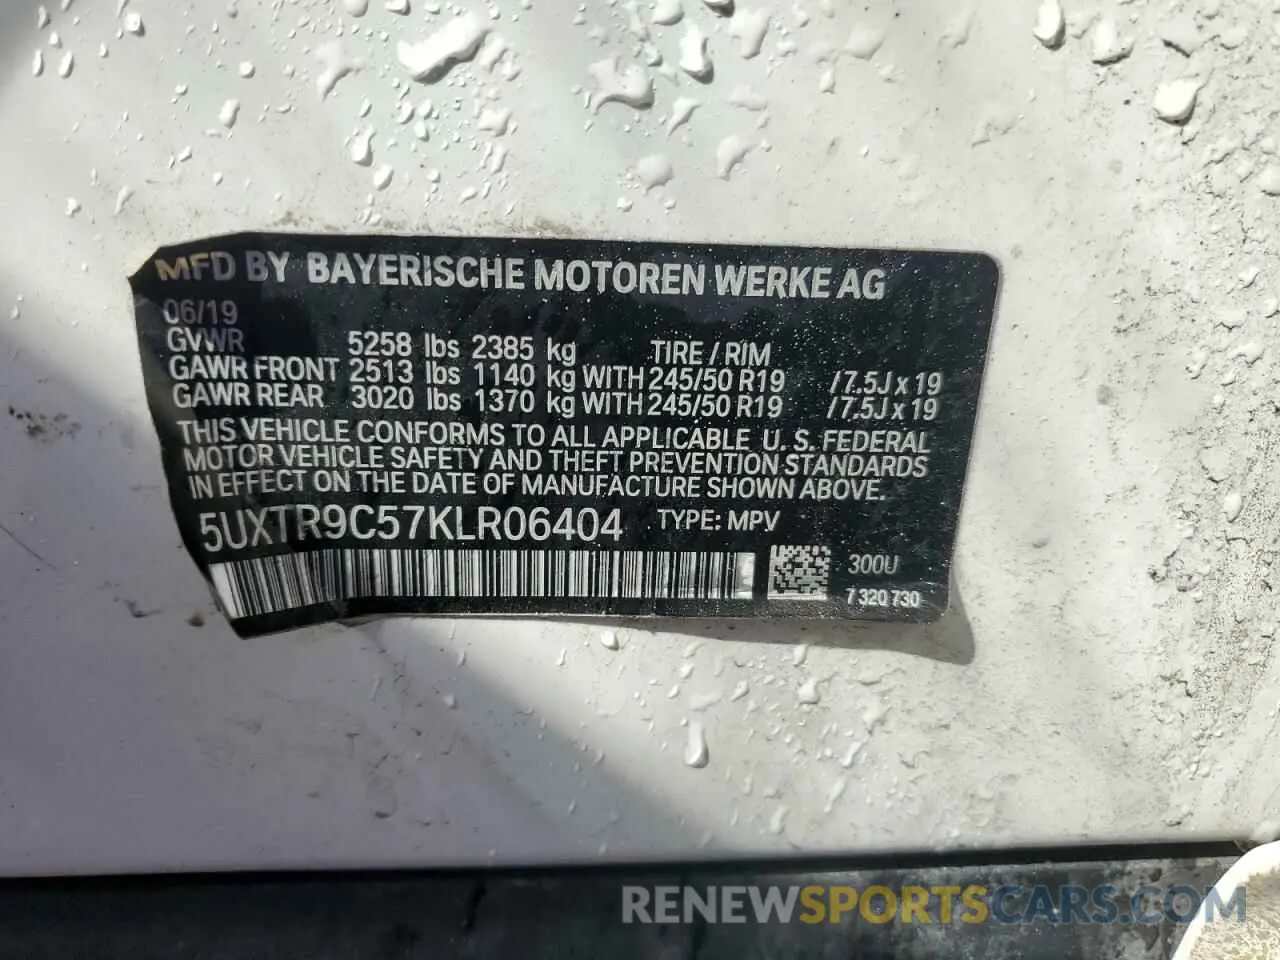 MFD BY BAYERISCHE MOTOREN WERKE AG
06/19
GVWR 5258 lbs 2385 kg TIRE / RIM
GAWR FRONT 2513 lbs 1140 kg WITH 245/50 R19 /7.5J x 19
GAWR REAR 3020 lbs 1370 kg WITH 245/50 R19 /7.5J x 19
THIS VEHICLE CONFORMS TO ALL APPLICABLE U. S. FEDERAL
MOTOR VEHICLE SAFETY AND THEFT PREVENTION STANDARDS
IN EFFECT ON THE DATE OF MANUFACTURE SHOWN ABOVE.
5UXTR9C57KLR06404 TYPE: MPV
300U
7 320 730
RENEWSPORTSCARS.COM